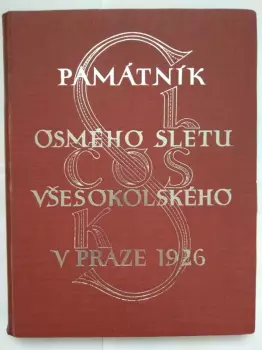 PAMÁTNÍK
OSMÉHO SLETU
VŠESOKOLSKÉHO
V PRAZE 1926